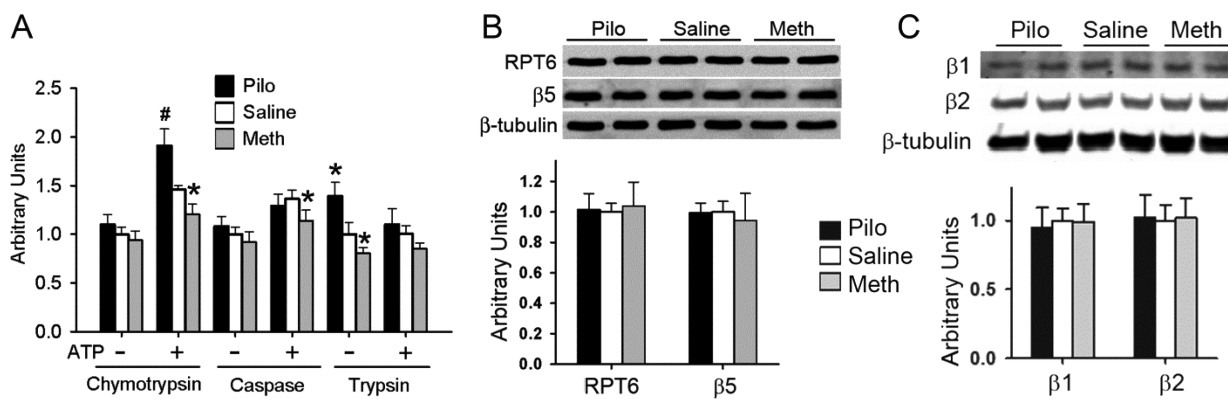 A
2.5
2.0
1.5
1.0
0.5
0.0
Arbitrary Units
Pilo
Saline
Meth
#
*
*
*
*
ATP - + - + - +
Chymotrypsin Caspase Trypsin
B
Pilo Saline Meth
RPT6
β5
β-tubulin
1.2
1.0
0.8
0.6
0.4
0.2
0.0
Arbitrary Units
RPT6 β5
Pilo
Saline
Meth
C
Pilo Saline Meth
β1
β2
β-tubulin
1.0
0.5
0.0
Arbitrary Units
β1 β2